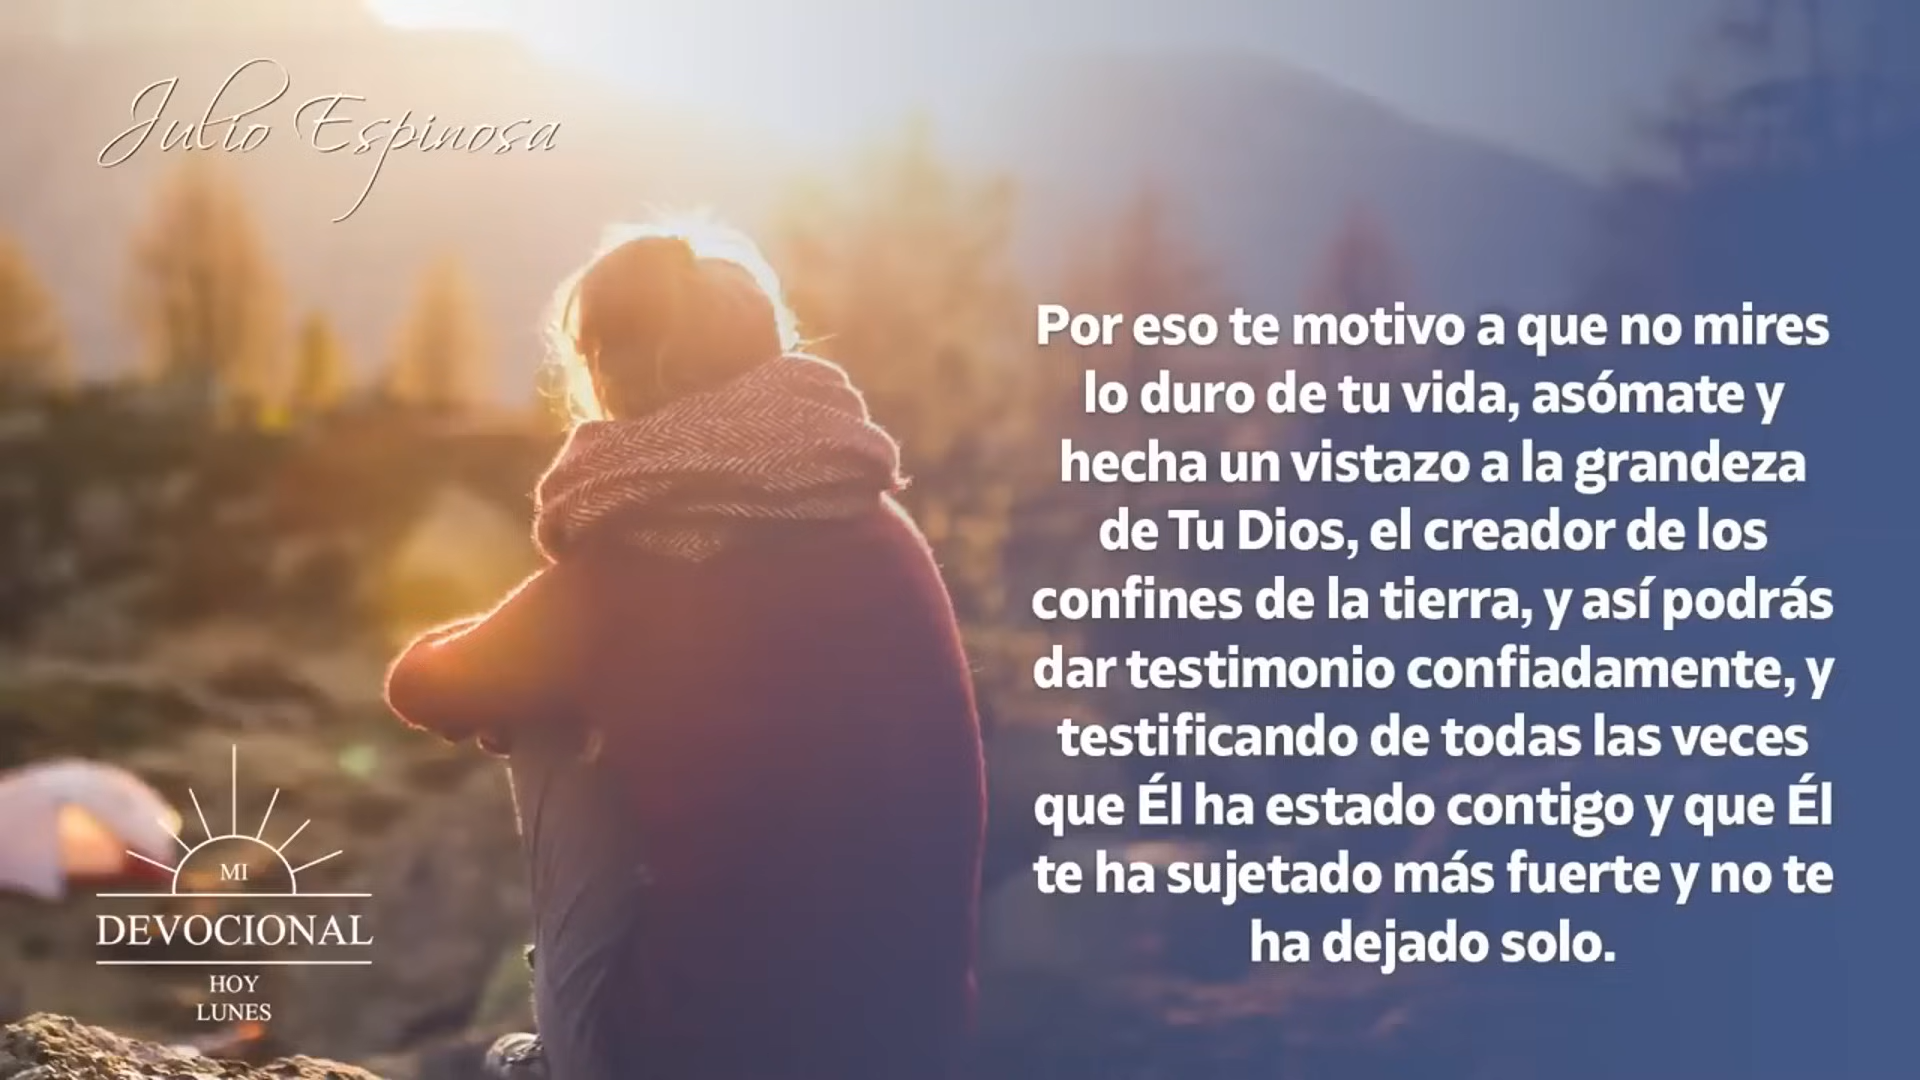 Julio Espinosa
Por eso te motivo a que no mires
lo duro de tu vida, asómate y
hecha un vistazo a la grandeza
de Tu Dios, el creador de los
confines de la tierra, y así podrás
dar testimonio confiadamente, y
testificando de todas las veces
que Él ha estado contigo y que Él
te ha sujetado más fuerte y no te
ha dejado solo.
MI
DEVOCIONAL
HOY
LUNES